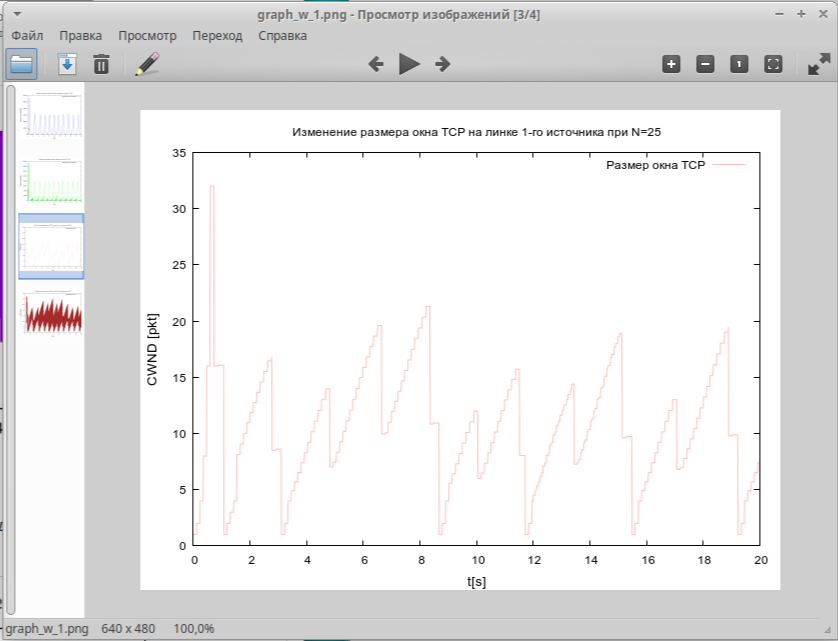 graph_w_1.png - Просмотр изображений [3/4]
Файл Правка Просмотр Переход Справка
1
Изменение размера окна TCP на линке 1-го источника при N=25
Размер окна TCP
35
30
25
20
15
10
5
0
CWND [pkt]
0 2 4 6 8 10 12 14 16 18 20
t[s]
graph_w_1.png 640 x 480 100,0%